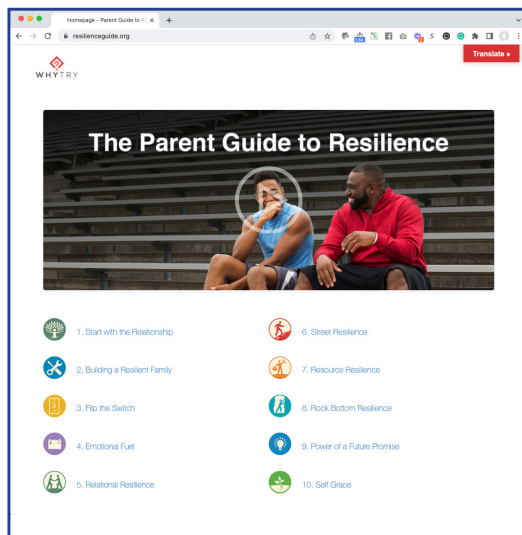 Homepage - Parent Guide to R
resilienceguide.org
Translate »
WHYTRY
The Parent Guide to Resilience
1. Start with the Relationship
2. Building a Resilient Family
3. Flip the Switch
4. Emotional Fuel
5. Relational Resilience
6. Street Resilience
7. Resource Resilience
8. Rock Bottom Resilience
9. Power of a Future Promise
10. Self Grace